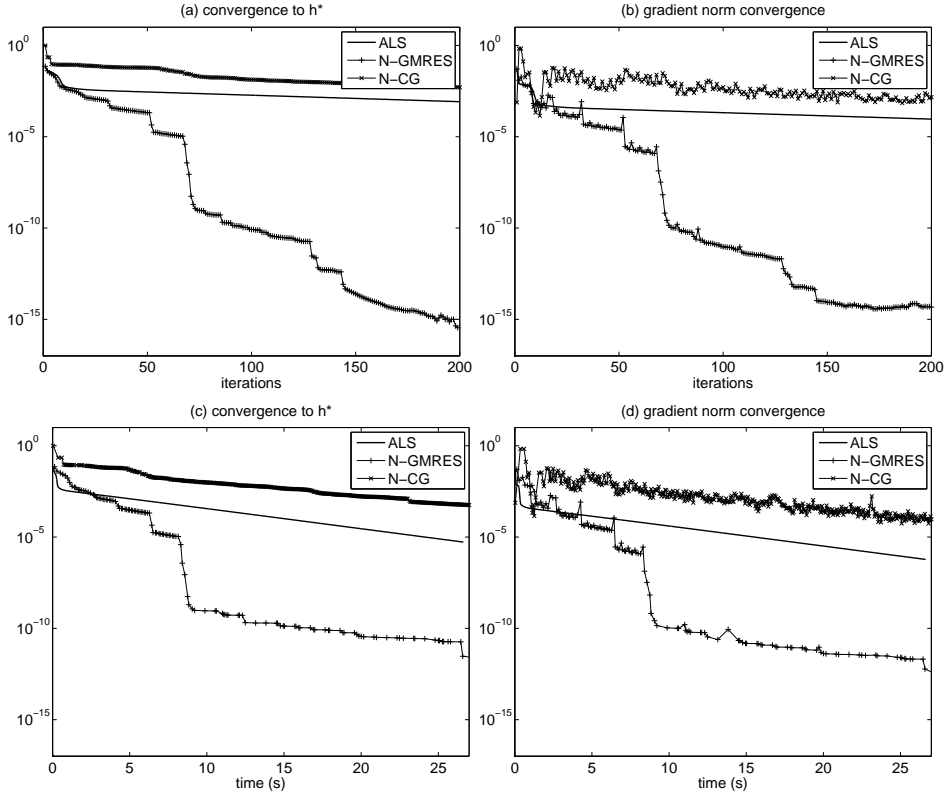 (a) convergence to h*
ALS
N−GMRES
N−CG
10^0
10^−5
10^−10
10^−15
0 50 100 150 200
iterations
(b) gradient norm convergence
ALS
N−GMRES
N−CG
10^0
10^−5
10^−10
10^−15
0 50 100 150 200
iterations
(c) convergence to h*
ALS
N−GMRES
N−CG
10^0
10^−5
10^−10
10^−15
0 5 10 15 20 25
time (s)
(d) gradient norm convergence
ALS
N−GMRES
N−CG
10^0
10^−5
10^−10
10^−15
0 5 10 15 20 25
time (s)